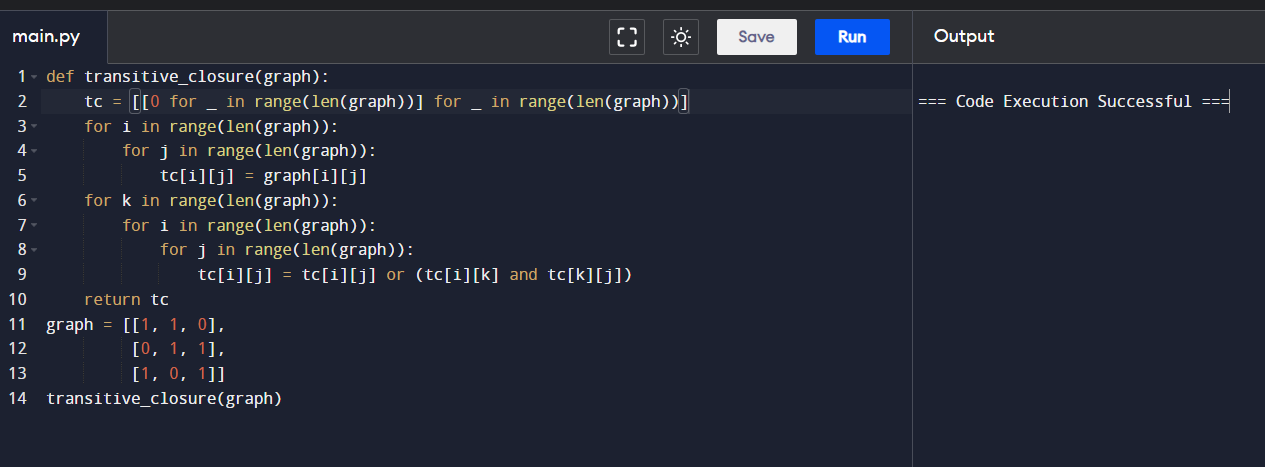 main.py Save Run Output
1 def transitive_closure(graph):
2     tc = [[0 for _ in range(len(graph))] for _ in range(len(graph))]
=== Code Execution Successful ===
3     for i in range(len(graph)):
4         for j in range(len(graph)):
5             tc[i][j] = graph[i][j]
6     for k in range(len(graph)):
7         for i in range(len(graph)):
8             for j in range(len(graph)):
9                 tc[i][j] = tc[i][j] or (tc[i][k] and tc[k][j])
10     return tc
11 graph = [[1, 1, 0],
12          [0, 1, 1],
13          [1, 0, 1]]
14 transitive_closure(graph)